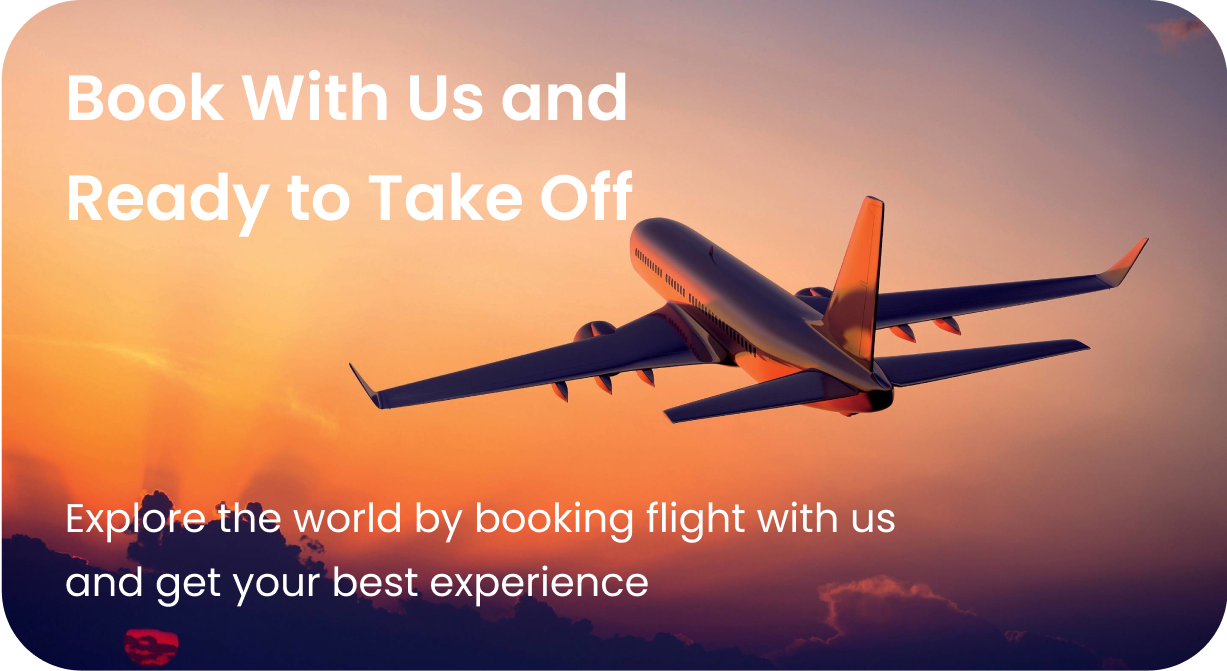 Book With Us and
Ready to Take Off
Explore the world by booking flight with us
and get your best experience